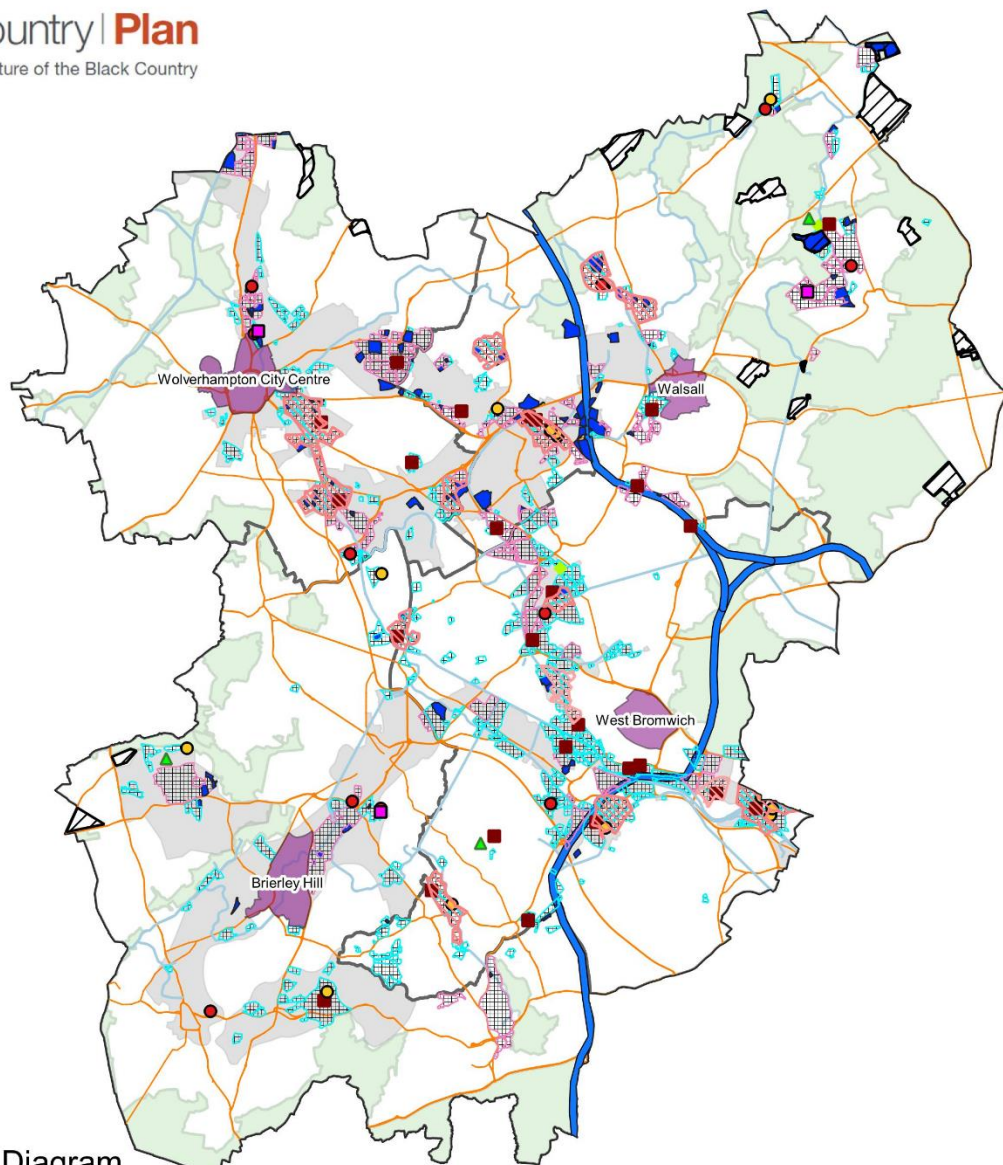 ountry | Plan
ture of the Black Country
Wolverhampton City Centre
Walsall
West Bromwich
Brierley Hill
Diagram